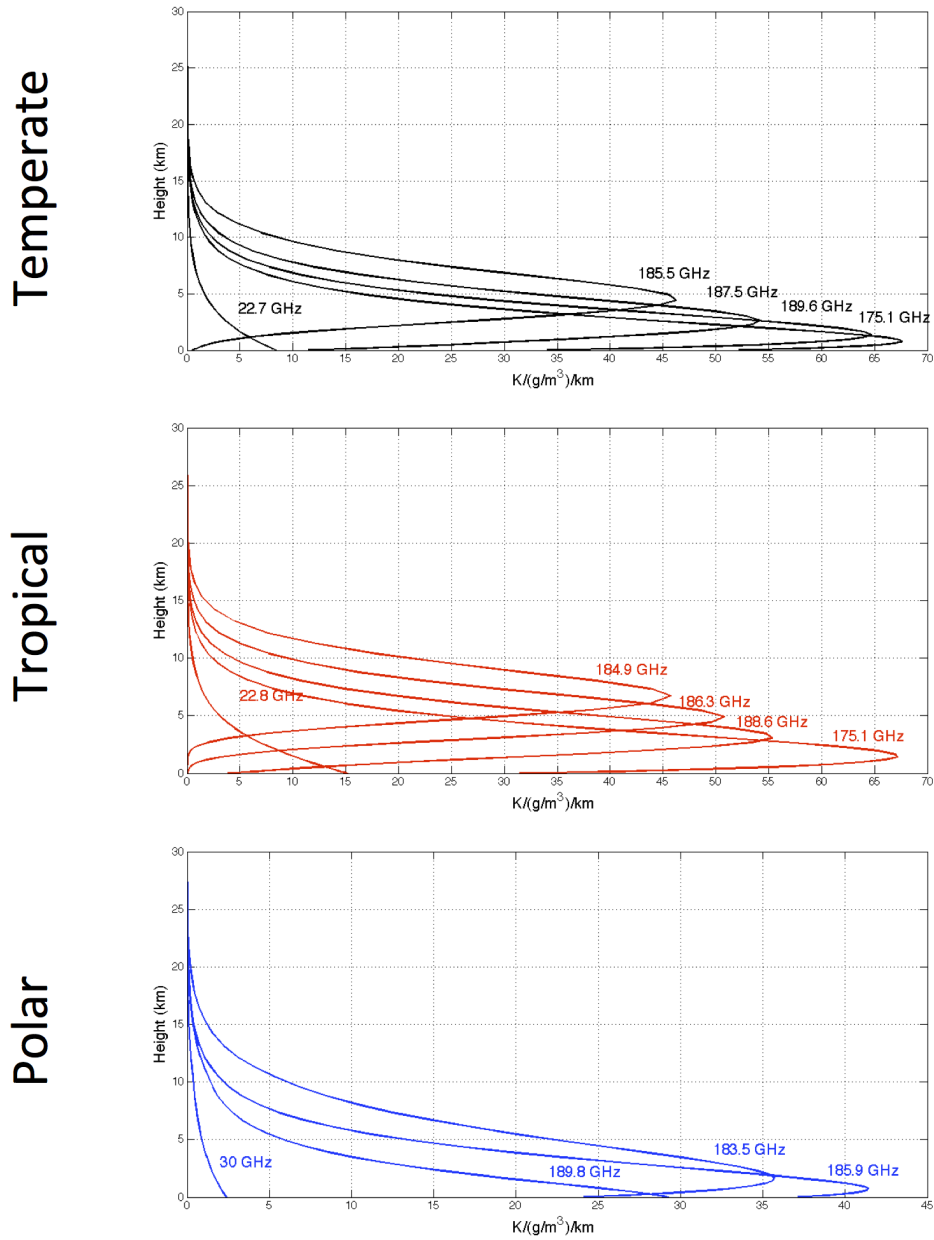 Temperate
30
25
20
15
10
5
0
Height (km)
185.5 GHz
187.5 GHz
22.7 GHz
189.6 GHz
175.1 GHz
0 5 10 15 20 25 30 35 40 45 50 55 60 65 70
K/(g/m³)/km
Tropical
30
25
20
15
10
5
0
Height (km)
184.9 GHz
22.8 GHz
186.3 GHz
188.6 GHz
175.1 GHz
0 5 10 15 20 25 30 35 40 45 50 55 60 65 70
K/(g/m³)/km
Polar
30
25
20
15
10
5
0
Height (km)
183.5 GHz
30 GHz
189.8 GHz
185.9 GHz
0 5 10 15 20 25 30 35 40 45
K/(g/m³)/km